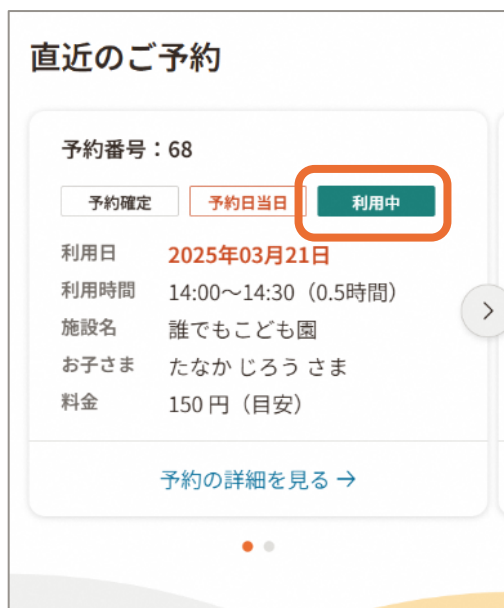 直近のご予約
予約番号：68
予約確定 予約日当日 利用中
利用日 2025年03月21日
利用時間 14:00〜14:30（0.5時間）
施設名 誰でもこども園
お子さま たなか じろう さま
料金 150 円（目安）
予約の詳細を見る →